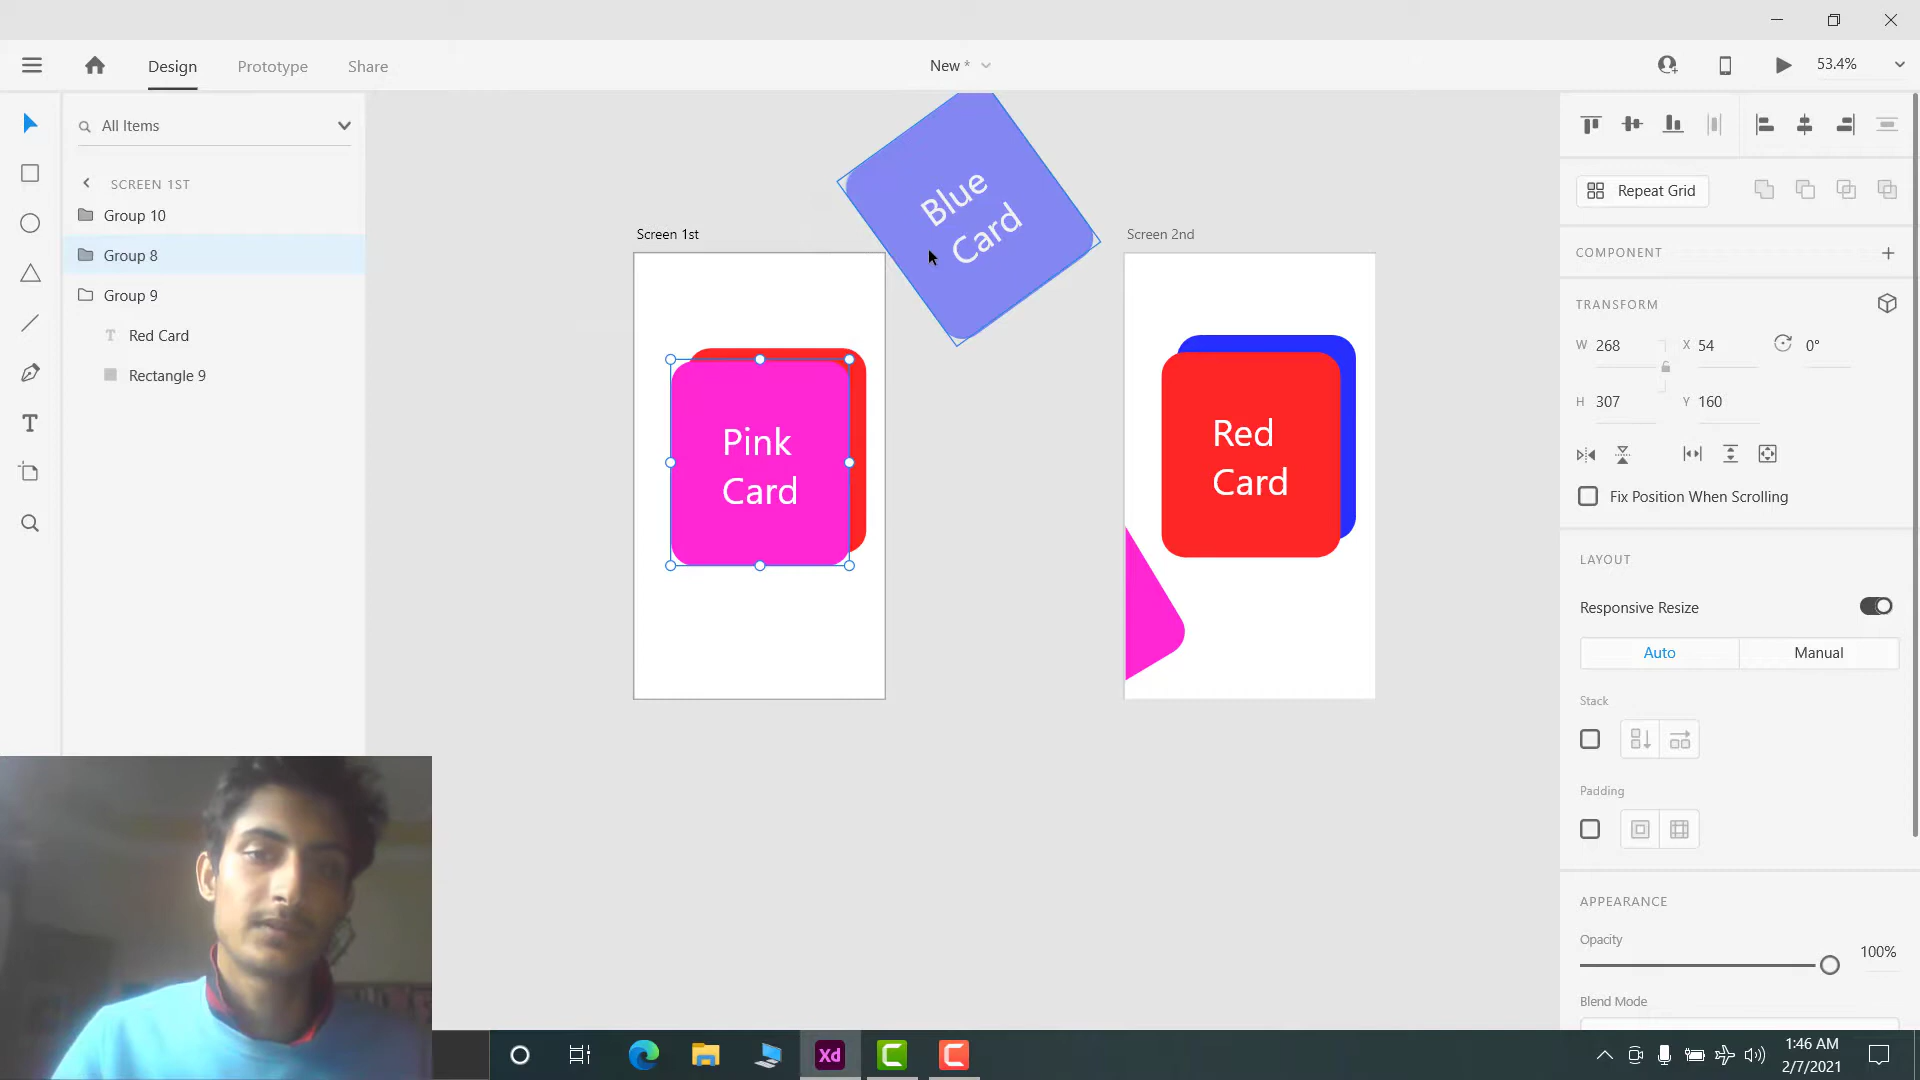 Design
Prototype
Share
New *
53.4%
All Items
SCREEN 1ST
Group 10
Group 8
Group 9
Red Card
Rectangle 9
Screen 1st
Blue
Card
Pink
Card
Screen 2nd
Red
Card
Repeat Grid
COMPONENT
TRANSFORM
W 268
X 54
0°
H 307
Y 160
Fix Position When Scrolling
LAYOUT
Responsive Resize
Auto
Manual
Stack
Padding
APPEARANCE
Opacity
100%
Blend Mode
Xd
1:46 AM
2/7/2021